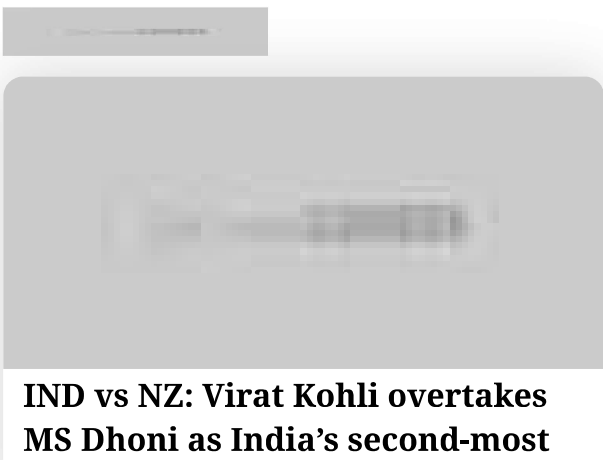 IND vs NZ: Virat Kohli overtakes
MS Dhoni as India’s second-most